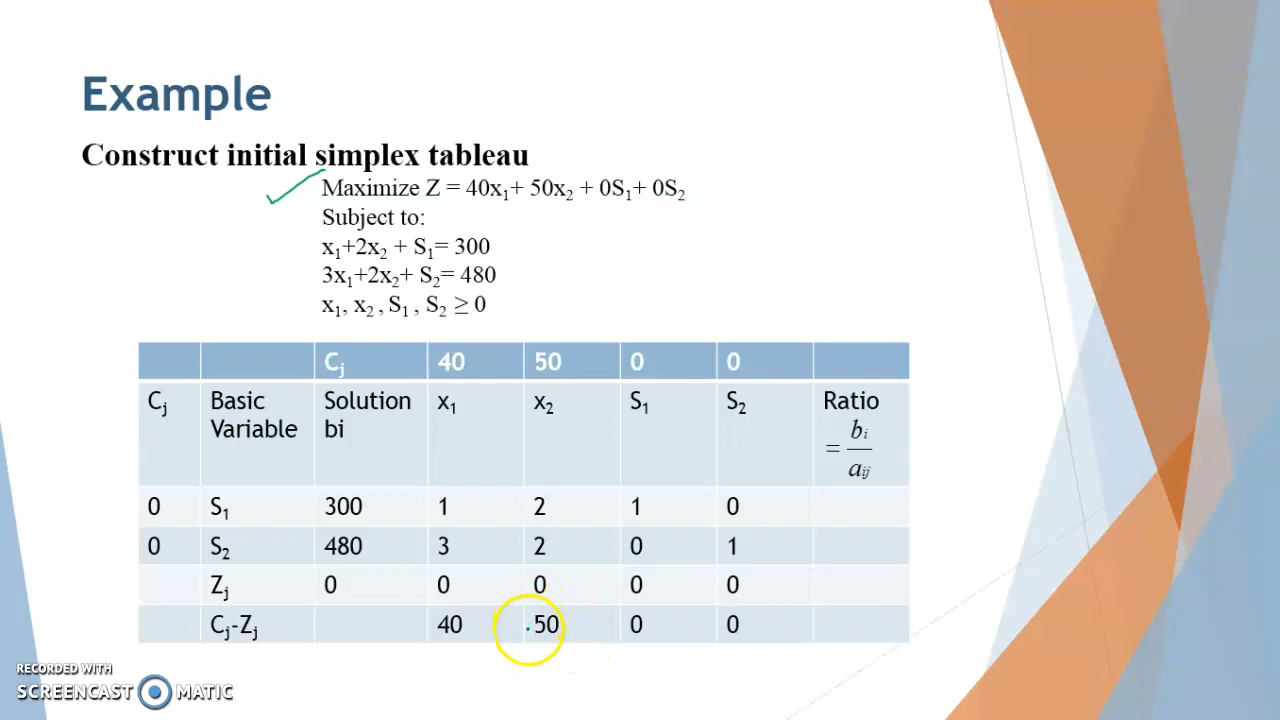 Example
Construct initial simplex tableau
Maximize Z = 40x₁+ 50x₂ + 0S₁+ 0S₂
Subject to:
x₁+2x₂ + S₁= 300
3x₁+2x₂+ S₂= 480
x₁, x₂ , S₁ , S₂ ≥ 0
Cⱼ 40 50 0 0
Cⱼ Basic Variable Solution bi x₁ x₂ S₁ S₂ Ratio = bᵢ / aᵢⱼ
0 S₁ 300 1 2 1 0
0 S₂ 480 3 2 0 1
Zⱼ 0 0 0 0 0
Cⱼ-Zⱼ 40 50 0 0
RECORDED WITH
SCREENCAST MATIC